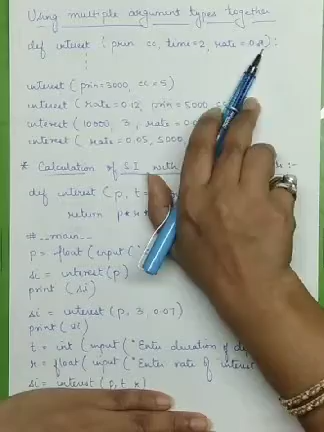 Using multiple argument types together
def interest ( prin cc, time=2, rate = 0.
interest ( prin=3000, cc = 5)
interest ( rate = 0.12, prin = 5000,
interest ( 10000, 3, rate = 0.0
interest ( rate = 0.05, 5000,
* Calculation of SI with
def interest (p, t =
return p*r*
#__main__
p = float (input ("
si = interest (p)
print (si)
si = interest (p, 3, 0.07)
print (si)
t = int (input ("Enter duration of
r = float( input ("Enter rate of interest
si = interest (p, t, r)